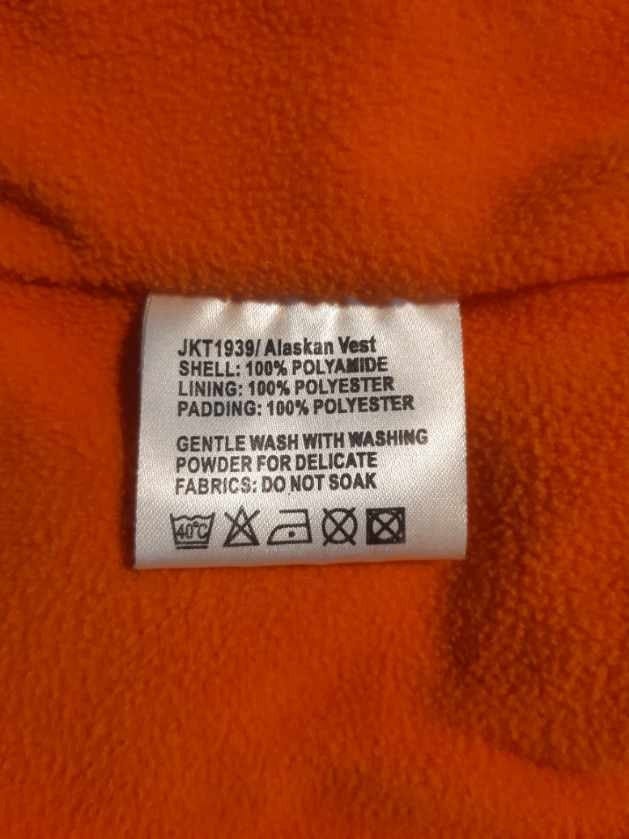 JKT1939/ Alaskan Vest
SHELL: 100% POLYAMIDE
LINING: 100% POLYESTER
PADDING: 100% POLYESTER
GENTLE WASH WITH WASHING
POWDER FOR DELICATE
FABRICS: DO NOT SOAK
40°C